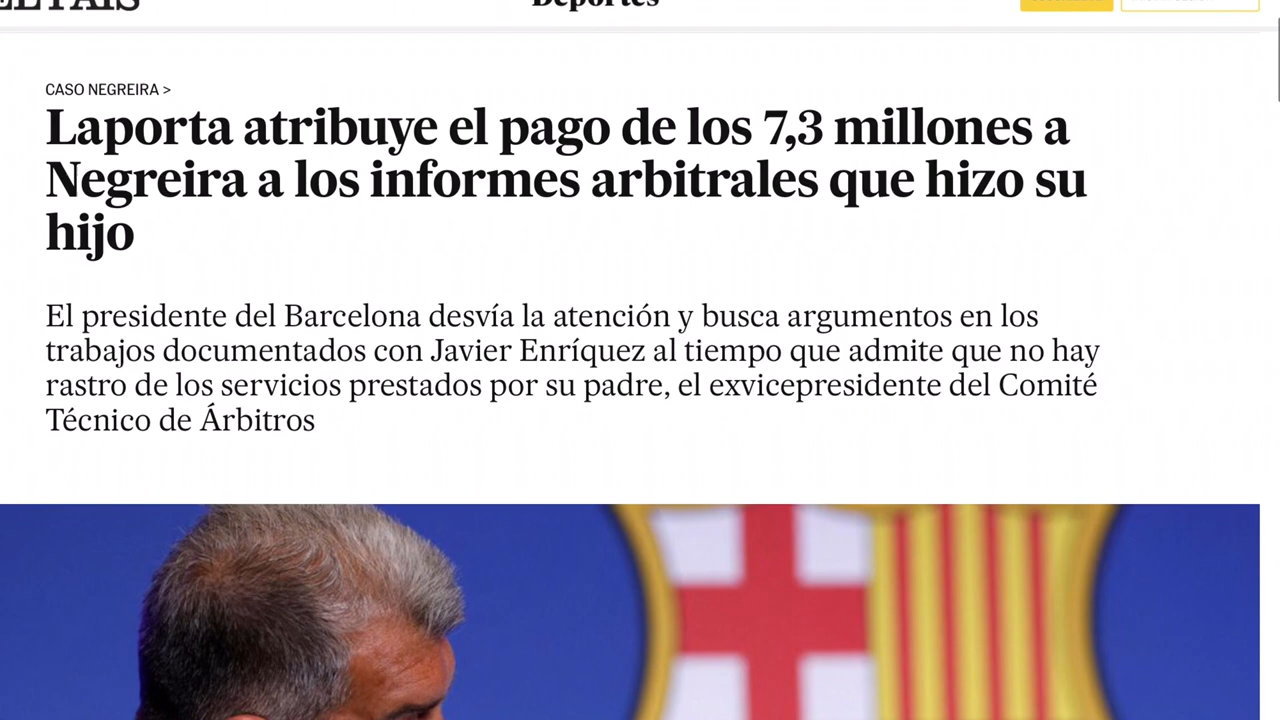 EL PAÍS
Deportes
CASO NEGREIRA >
Laporta atribuye el pago de los 7,3 millones a
Negreira a los informes arbitrales que hizo su
hijo
El presidente del Barcelona desvía la atención y busca argumentos en los
trabajos documentados con Javier Enríquez al tiempo que admite que no hay
rastro de los servicios prestados por su padre, el exvicepresidente del Comité
Técnico de Árbitros